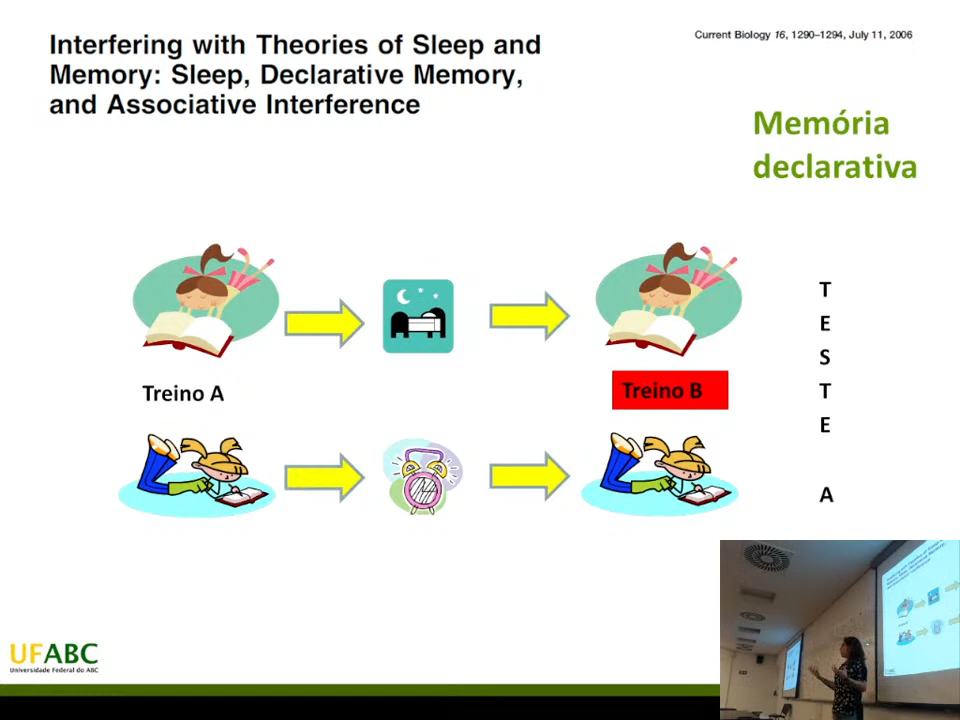 Interfering with Theories of Sleep and
Memory: Sleep, Declarative Memory,
and Associative Interference
Current Biology 16, 1290–1294, July 11, 2006
Memória
declarativa
Treino A
Treino B
T
E
S
T
E
A
UFABC
Universidade Federal do ABC